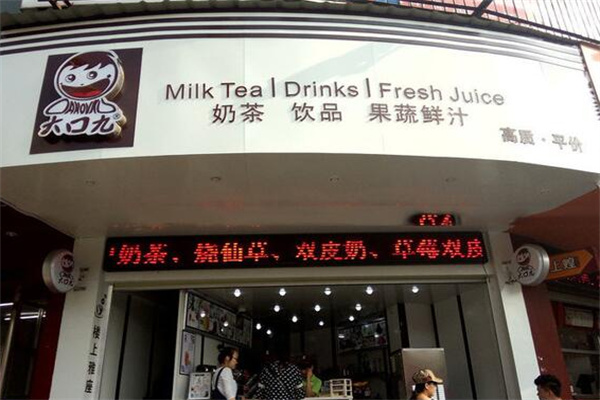 DAKOVKJ
大口九®
Milk Tea | Drinks | Fresh Juice
奶茶 饮品 果蔬鲜汁
高质·平价
奶茶、烧仙草、双皮奶、草莓双皮
楼上雅座